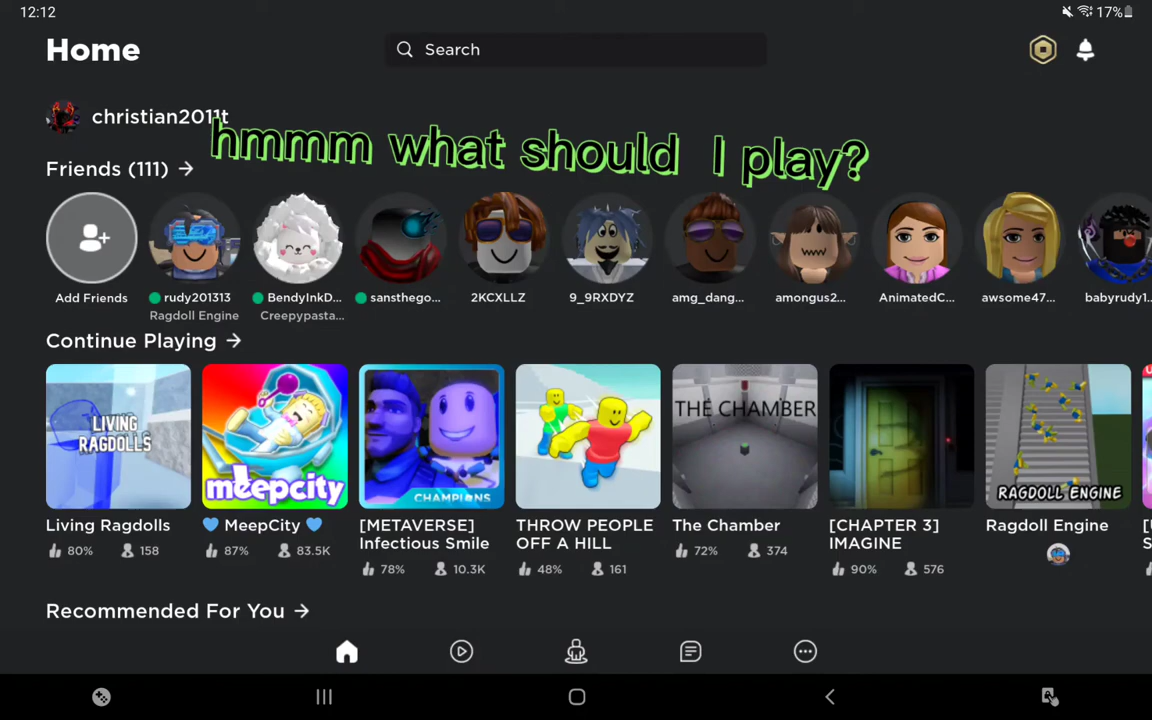 12:12
17%
Home
Search
christian2011t
hmmm what should I play?
Friends (111)
Add Friends
rudy201313
Ragdoll Engine
BendyInkD...
Creepypasta...
sansthego...
2KCXLLZ
9_9RXDYZ
amg_dang...
amongus2...
AnimatedC...
awsome47...
babyrudy1...
Continue Playing
LIVING
RAGDOLLS
meepcity
CHAMPIONS
THE CHAMBER
RAGDOLL ENGINE
Living Ragdolls
80% 158
💙 MeepCity 💙
87% 83.5K
[METAVERSE]
Infectious Smile
78% 10.3K
THROW PEOPLE
OFF A HILL
48% 161
The Chamber
72% 374
[CHAPTER 3]
IMAGINE
90% 576
Ragdoll Engine
Recommended For You